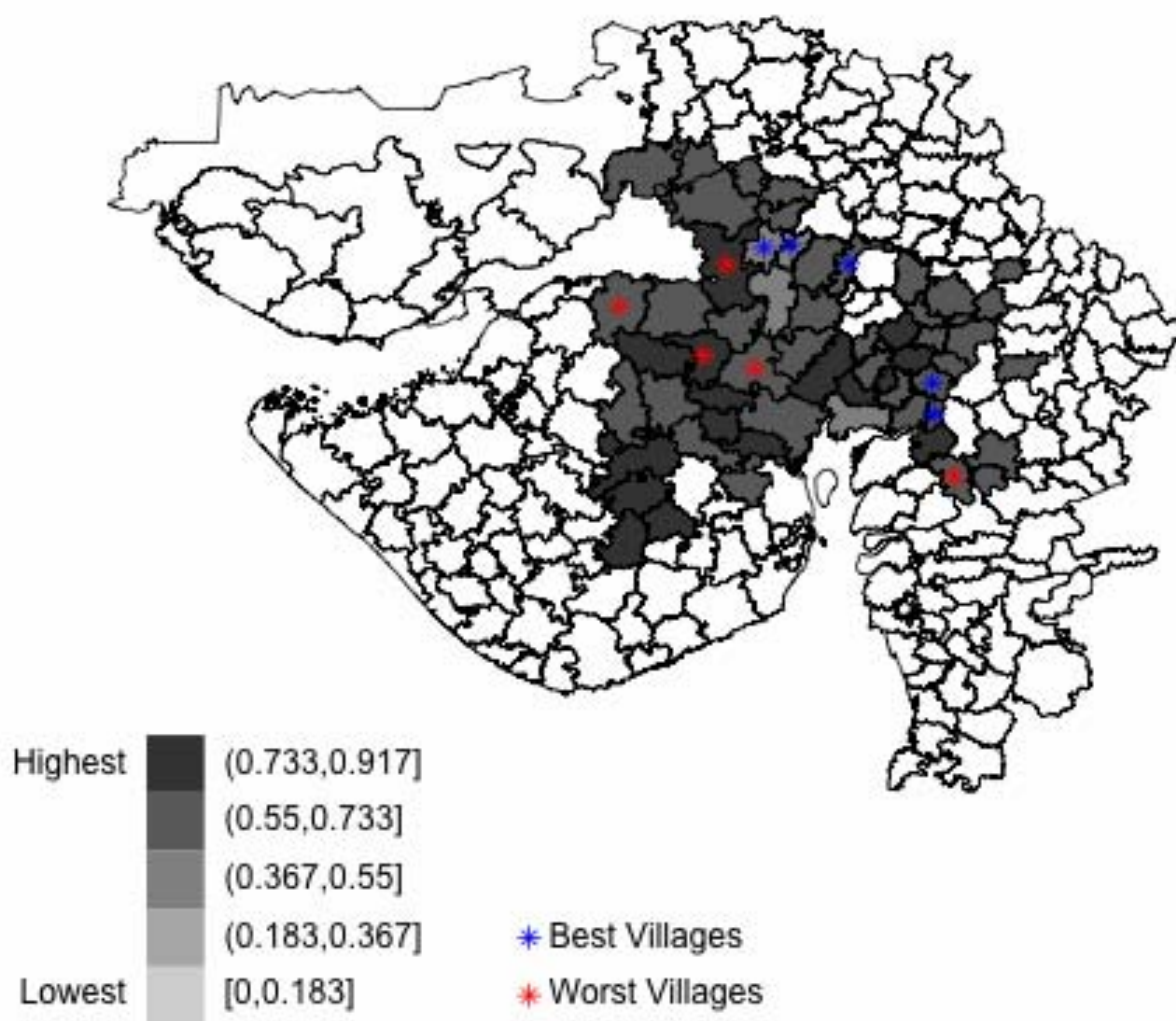 Highest (0.733,0.917]
(0.55,0.733]
(0.367,0.55]
(0.183,0.367]
Lowest [0,0.183]
Best Villages
Worst Villages